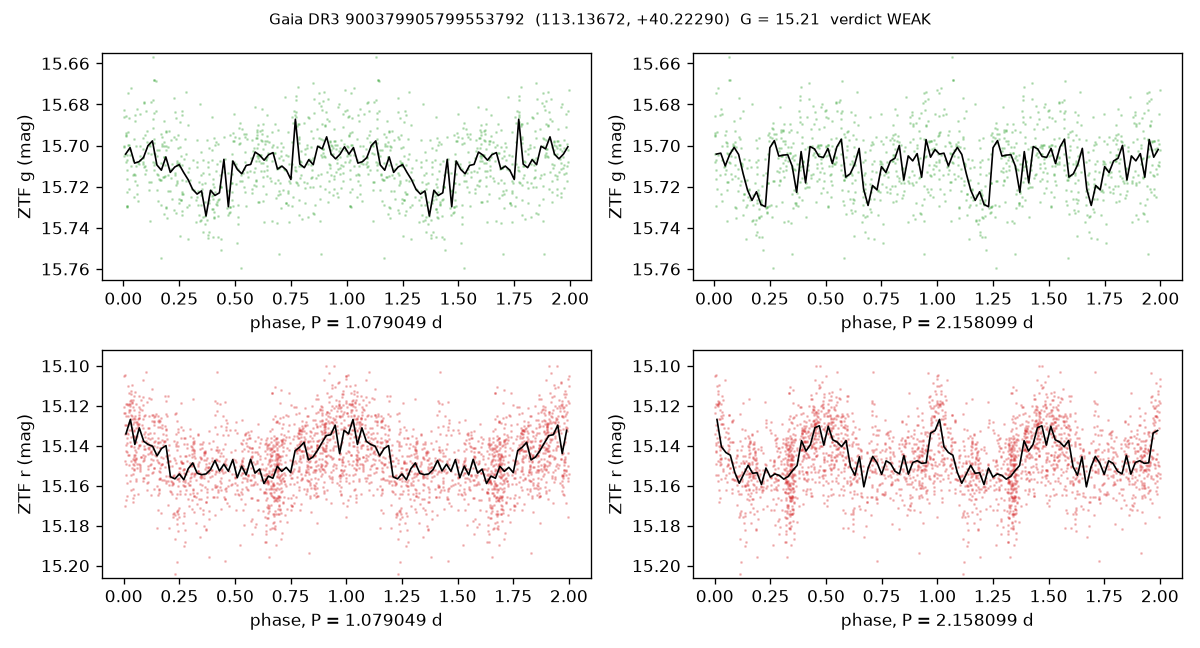 Gaia DR3 900379905799553792 (113.13672, +40.22290) G = 15.21 verdict WEAK
ZTF g (mag)
15.66
15.68
15.70
15.72
15.74
15.76
0.00 0.25 0.50 0.75 1.00 1.25 1.50 1.75 2.00
phase, P = 1.079049 d
ZTF g (mag)
15.66
15.68
15.70
15.72
15.74
15.76
0.00 0.25 0.50 0.75 1.00 1.25 1.50 1.75 2.00
phase, P = 2.158099 d
ZTF r (mag)
15.10
15.12
15.14
15.16
15.18
15.20
0.00 0.25 0.50 0.75 1.00 1.25 1.50 1.75 2.00
phase, P = 1.079049 d
ZTF r (mag)
15.10
15.12
15.14
15.16
15.18
15.20
0.00 0.25 0.50 0.75 1.00 1.25 1.50 1.75 2.00
phase, P = 2.158099 d